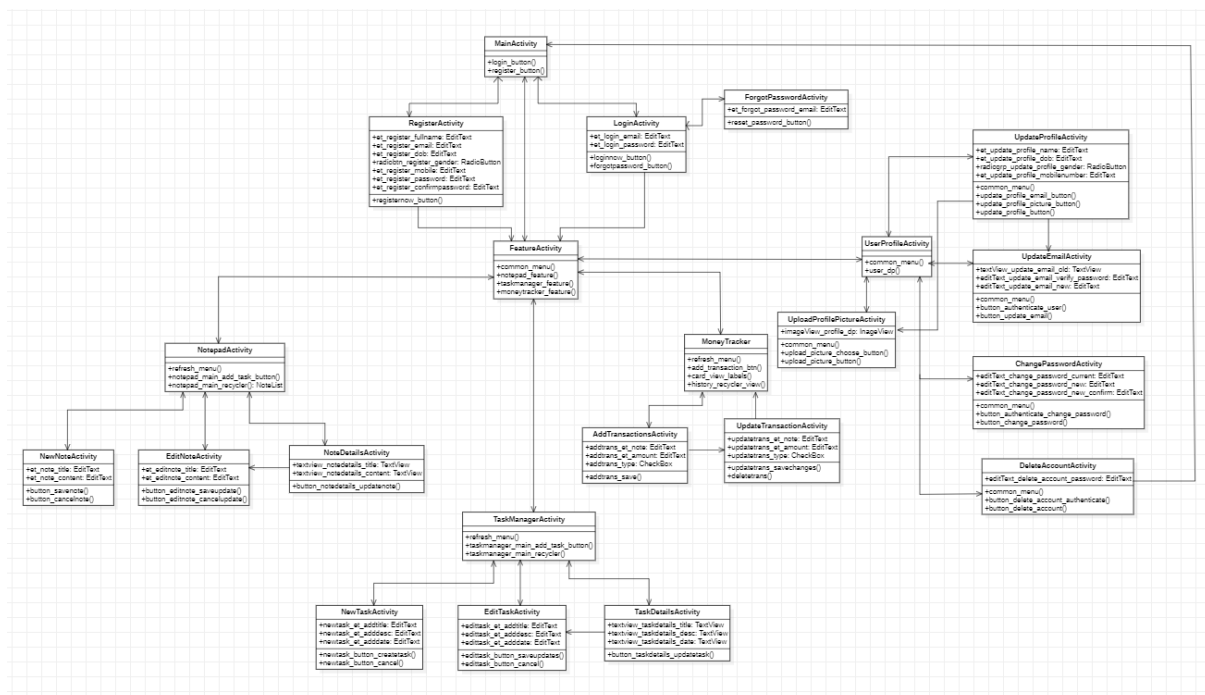 MainActivity
+login_button()
+register_button()
ForgotPasswordActivity
+et_forgot_password_email: EditText
+reset_password_button()
RegisterActivity
+et_register_fullname: EditText
+et_register_email: EditText
+et_register_dob: EditText
+radiobtn_register_gender: RadioButton
+et_register_mobile: EditText
+et_register_password: EditText
+et_register_confirmpassword: EditText
+registernow_button()
LoginActivity
+et_login_email: EditText
+et_login_password: EditText
+loginnow_button()
+forgotpassword_button()
UpdateProfileActivity
+et_update_profile_name: EditText
+et_update_profile_dob: EditText
+radiogrp_update_profile_gender: RadioButton
+et_update_profile_mobilenumber: EditText
+common_menu()
+update_profile_email_button()
+update_profile_picture_button()
+update_profile_button()
FeatureActivity
+common_menu()
+notepad_feature()
+taskmanager_feature()
+moneytracker_feature()
UserProfileActivity
+common_menu()
+user_dp()
UpdateEmailActivity
+textView_update_email_old: TextView
+editText_update_email_verify_password: EditText
+editText_update_email_new: EditText
+common_menu()
+button_authenticate_user()
+button_update_email()
UploadProfilePictureActivity
+imageView_profile_dp: InageView
+common_menu()
+upload_picture_choose_button()
+upload_picture_button()
NotepadActivity
+refresh_menu()
+notepad_main_add_task_button()
+notepad_main_recycler(): NoteList
MoneyTracker
+refresh_menu()
+add_transaction_btn()
+card_view_labels()
+history_recycler_view()
ChangePasswordActivity
+editText_change_password_current: EditText
+editText_change_password_new: EditText
+editText_change_password_new_confirm: EditText
+common_menu()
+button_authenticate_change_password()
+button_change_password()
NewNoteActivity
+et_note_title: EditText
+et_note_content: EditText
+button_savenote()
+button_cancelnote()
EditNoteActivity
+et_editnote_title: EditText
+et_editnote_content: EditText
+button_editnote_saveupdate()
+button_editnote_cancelupdate()
NoteDetailsActivity
+textview_notedetails_title: TextView
+textview_notedetails_content: TextView
+button_notedetails_updatenote()
AddTransactionsActivity
+addtrans_et_note: EditText
+addtrans_et_amount: EditText
+addtrans_type: CheckBox
+addtrans_save()
UpdateTransactionActivity
+updatetrans_et_note: EditText
+updatetrans_et_amount: EditText
+updatetrans_type: CheckBox
+updatetrans_savechanges()
+deletetrans()
DeleteAccountActivity
+editText_delete_account_password: EditText
+common_menu()
+button_delete_account_authenticate()
+button_delete_account()
TaskManagerActivity
+refresh_menu()
+taskmanager_main_add_task_button()
+taskmanager_main_recycler()
NewTaskActivity
+newtask_et_addtitle: EditText
+newtask_et_adddesc: EditText
+newtask_et_adddate: EditText
+newtask_button_createtask()
+newtask_button_cancel()
EditTaskActivity
+edittask_et_addtitle: EditText
+edittask_et_adddesc: EditText
+edittask_et_adddate: EditText
+edittask_button_saveupdates()
+edittask_button_cancel()
TaskDetailsActivity
+textview_taskdetails_title: TextView
+textview_taskdetails_desc: TextView
+textview_taskdetails_date: TextView
+button_taskdetails_updatetask()